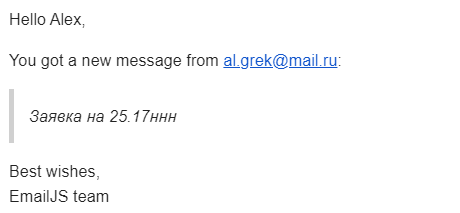 Hello Alex,
You got a new message from al.grek@mail.ru:
Заявка на 25.17ннн
Best wishes,
EmailJS team